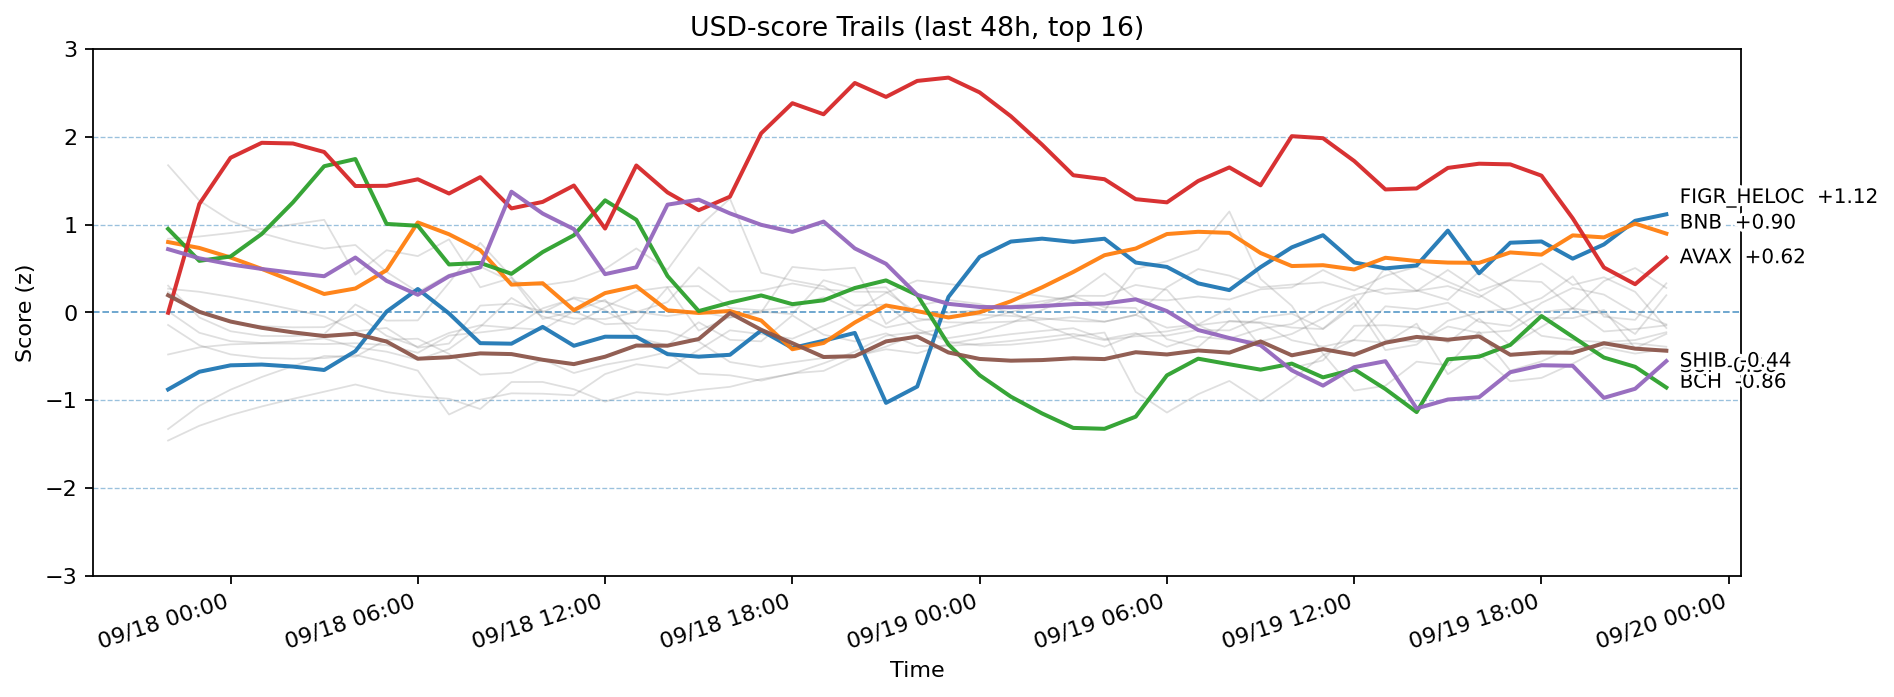 USD-score Trails (last 48h, top 16)
Score (z)
3
2
1
0
−1
−2
−3
FIGR_HELOC +1.12
BNB +0.90
AVAX +0.62
SHIB -0.44
BCH -0.86
09/18 00:00
09/18 06:00
09/18 12:00
09/18 18:00
09/19 00:00
09/19 06:00
09/19 12:00
09/19 18:00
09/20 00:00
Time